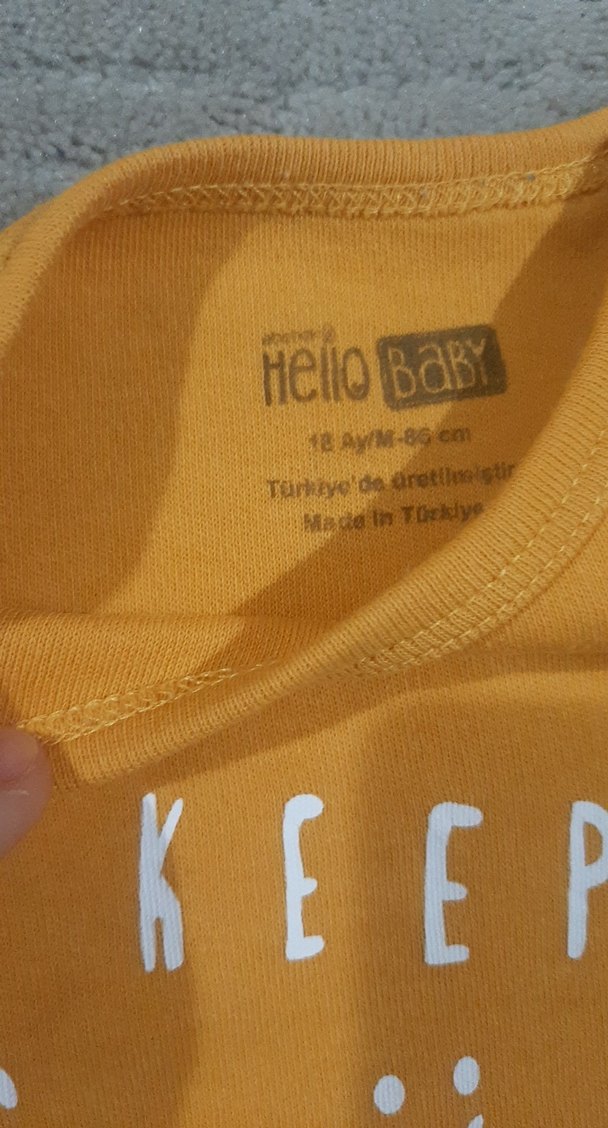 Hello BaBY
18 Ay/M-86 cm
Türkiye'de üretilmiştir
Made in Türkiye
KEEP